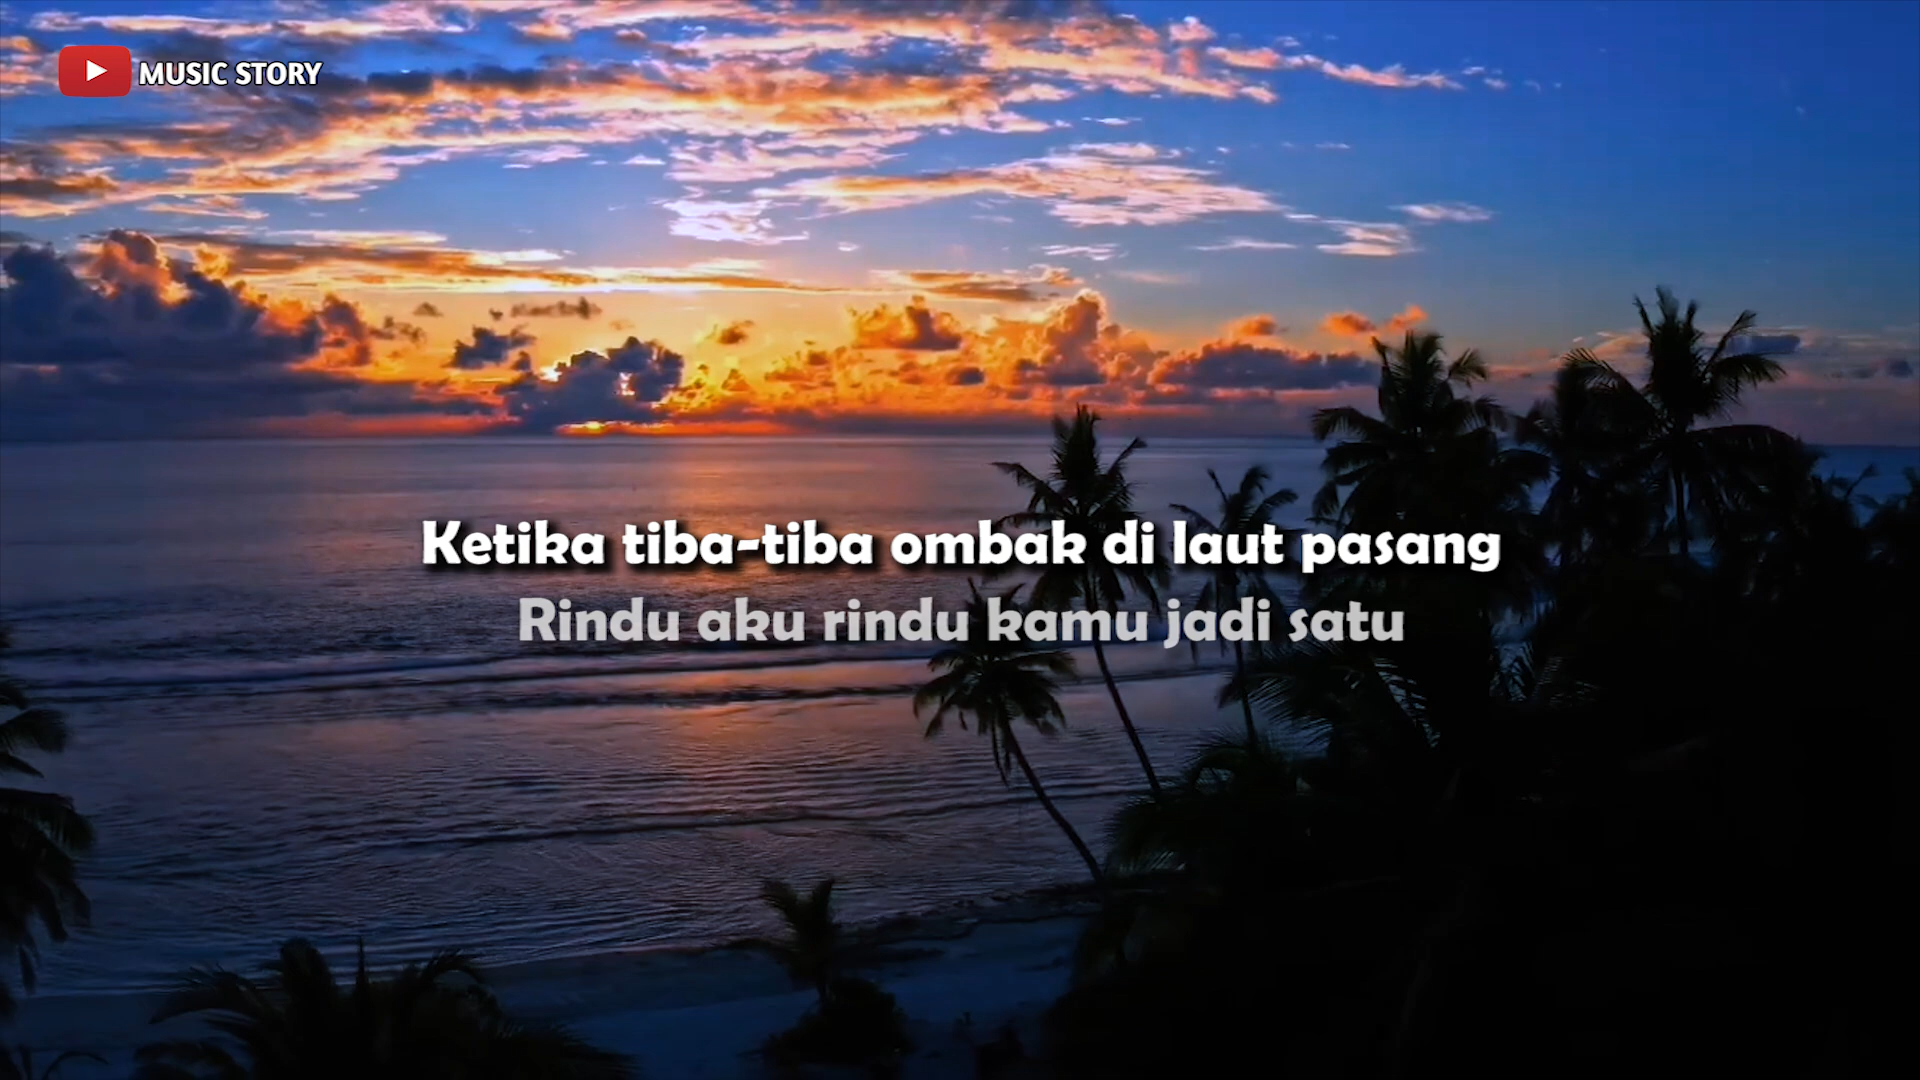 MUSIC STORY
Ketika tiba-tiba ombak di laut pasang
Rindu aku rindu kamu jadi satu